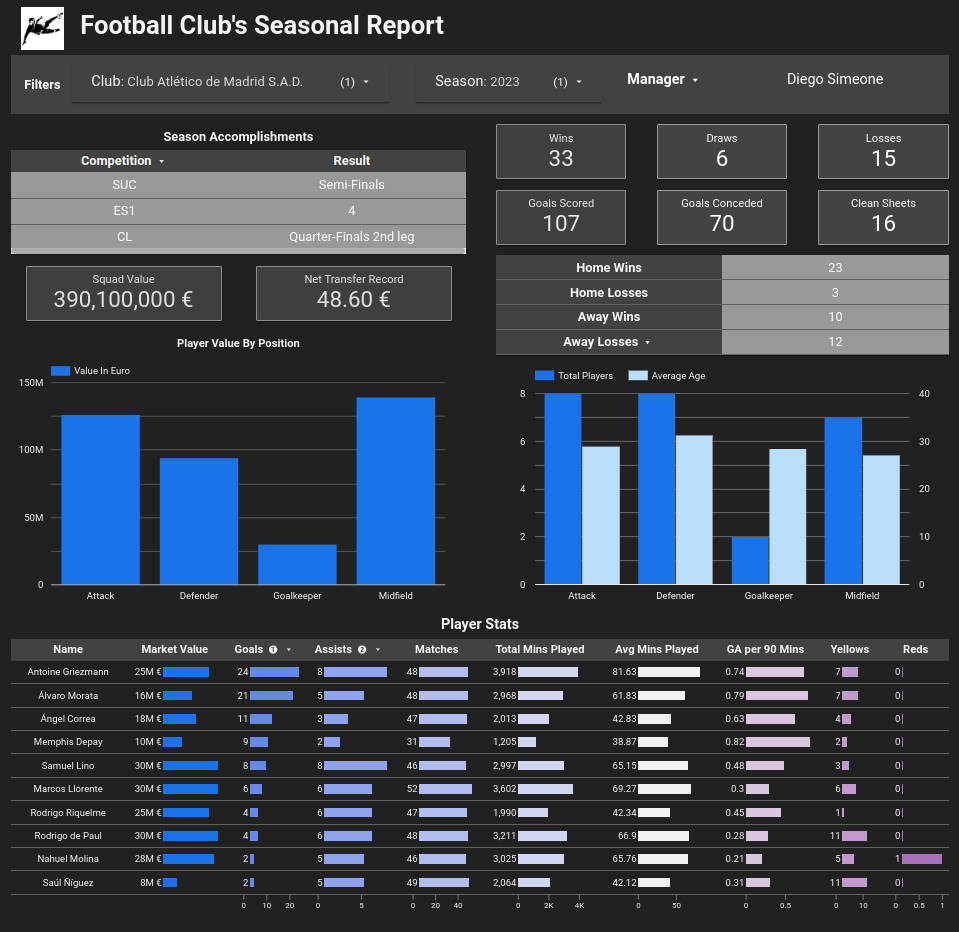 Football Club's Seasonal Report
Filters
Club: Club Atlético de Madrid S.A.D. (1)
Season: 2023 (1)
Manager
Diego Simeone
Season Accomplishments
Competition Result
SUC Semi-Finals
ES1 4
CL Quarter-Finals 2nd leg
Squad Value
390,100,000 €
Net Transfer Record
48.60 €
Wins
33
Draws
6
Losses
15
Goals Scored
107
Goals Conceded
70
Clean Sheets
16
Home Wins 23
Home Losses 3
Away Wins 10
Away Losses 12
Player Value By Position
Value In Euro
150M
100M
50M
0
Attack Defender Goalkeeper Midfield
Total Players Average Age
8 40
6 30
4 20
2 10
0 0
Attack Defender Goalkeeper Midfield
Player Stats
Name Market Value Goals 1 Assists 2 Matches Total Mins Played Avg Mins Played GA per 90 Mins Yellows Reds
Antoine Griezmann 25M € 24 8 48 3,918 81.63 0.74 7 0
Álvaro Morata 16M € 21 5 48 2,968 61.83 0.79 7 0
Ángel Correa 18M € 11 3 47 2,013 42.83 0.63 4 0
Memphis Depay 10M € 9 2 31 1,205 38.87 0.82 2 0
Samuel Lino 30M € 8 8 46 2,997 65.15 0.48 3 0
Marcos Llorente 30M € 6 6 52 3,602 69.27 0.3 6 0
Rodrigo Riquelme 25M € 4 6 47 1,990 42.34 0.45 1 0
Rodrigo de Paul 30M € 4 6 48 3,211 66.9 0.28 11 0
Nahuel Molina 28M € 2 5 46 3,025 65.76 0.21 5 1
Saúl Ñíguez 8M € 2 5 49 2,064 42.12 0.31 11 0
0 10 20 0 5 0 20 40 0 2K 4K 0 50 0 0.5 0 10 0 0.5 1